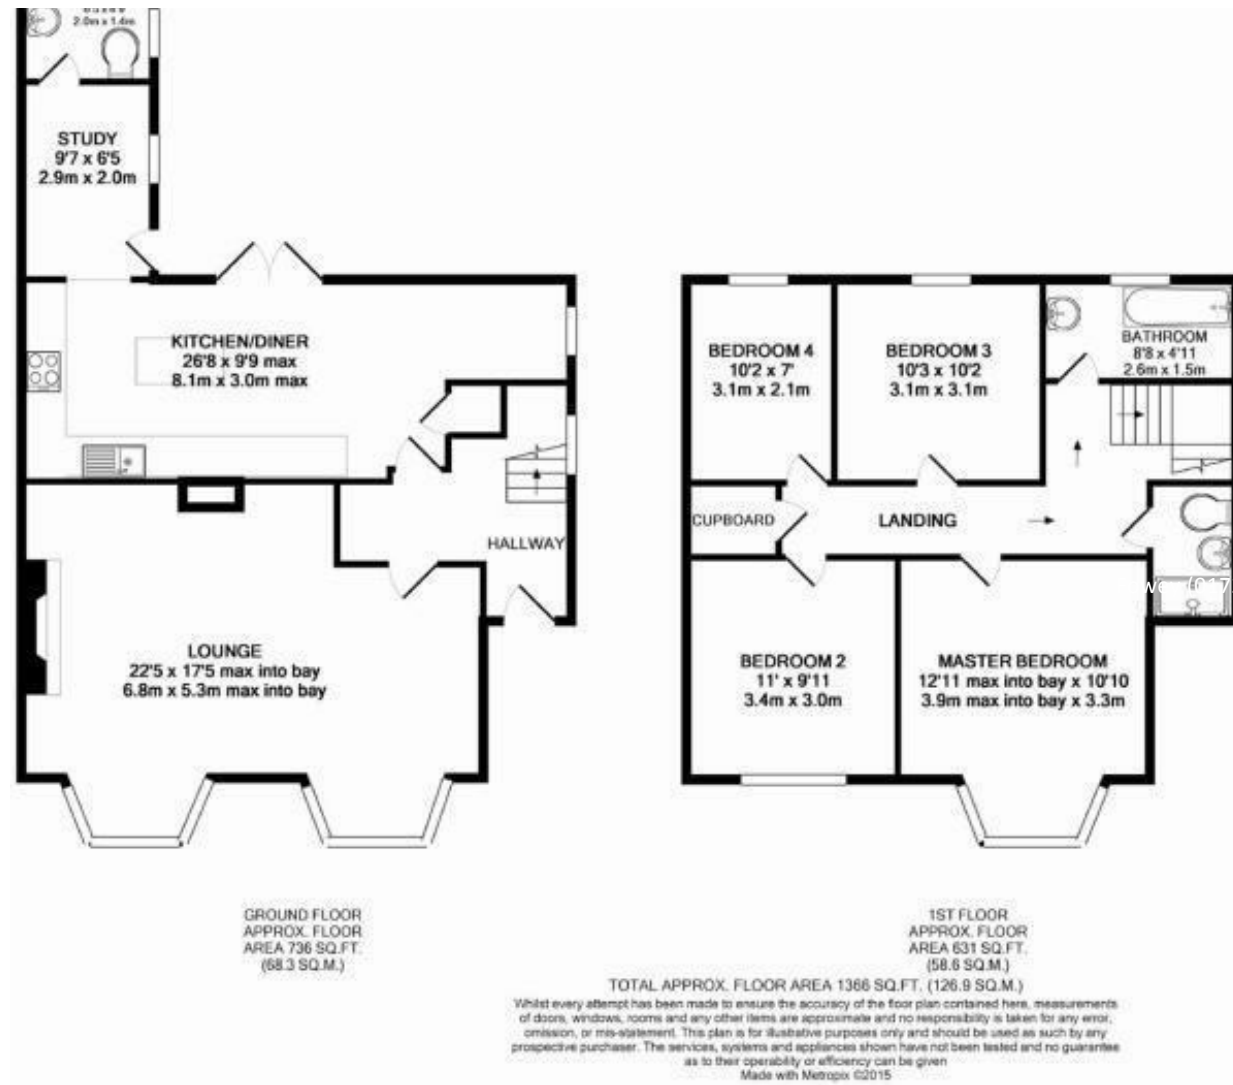 2.0m x 1.4m
STUDY
9'7 x 6'5
2.9m x 2.0m
KITCHEN/DINER
26'8 x 9'9 max
8.1m x 3.0m max
HALLWAY
LOUNGE
22'5 x 17'5 max into bay
6.8m x 5.3m max into bay
GROUND FLOOR
APPROX. FLOOR
AREA 736 SQ.FT.
(68.3 SQ.M.)
BEDROOM 4
10'2 x 7'
3.1m x 2.1m
BEDROOM 3
10'3 x 10'2
3.1m x 3.1m
BATHROOM
8'8 x 4'11
2.6m x 1.5m
CUPBOARD
LANDING
BEDROOM 2
11' x 9'11
3.4m x 3.0m
MASTER BEDROOM
12'11 max into bay x 10'10
3.9m max into bay x 3.3m
1ST FLOOR
APPROX. FLOOR
AREA 631 SQ.FT.
(58.6 SQ.M.)
TOTAL APPROX. FLOOR AREA 1366 SQ.FT. (126.9 SQ.M.)
Whilst every attempt has been made to ensure the accuracy of the floor plan contained here, measurements
of doors, windows, rooms and any other items are approximate and no responsibility is taken for any error,
omission, or mis-statement. This plan is for illustrative purposes only and should be used as such by any
prospective purchaser. The services, systems and appliances shown have not been tested and no guarantee
as to their operability or efficiency can be given
Made with Metropix ©2015